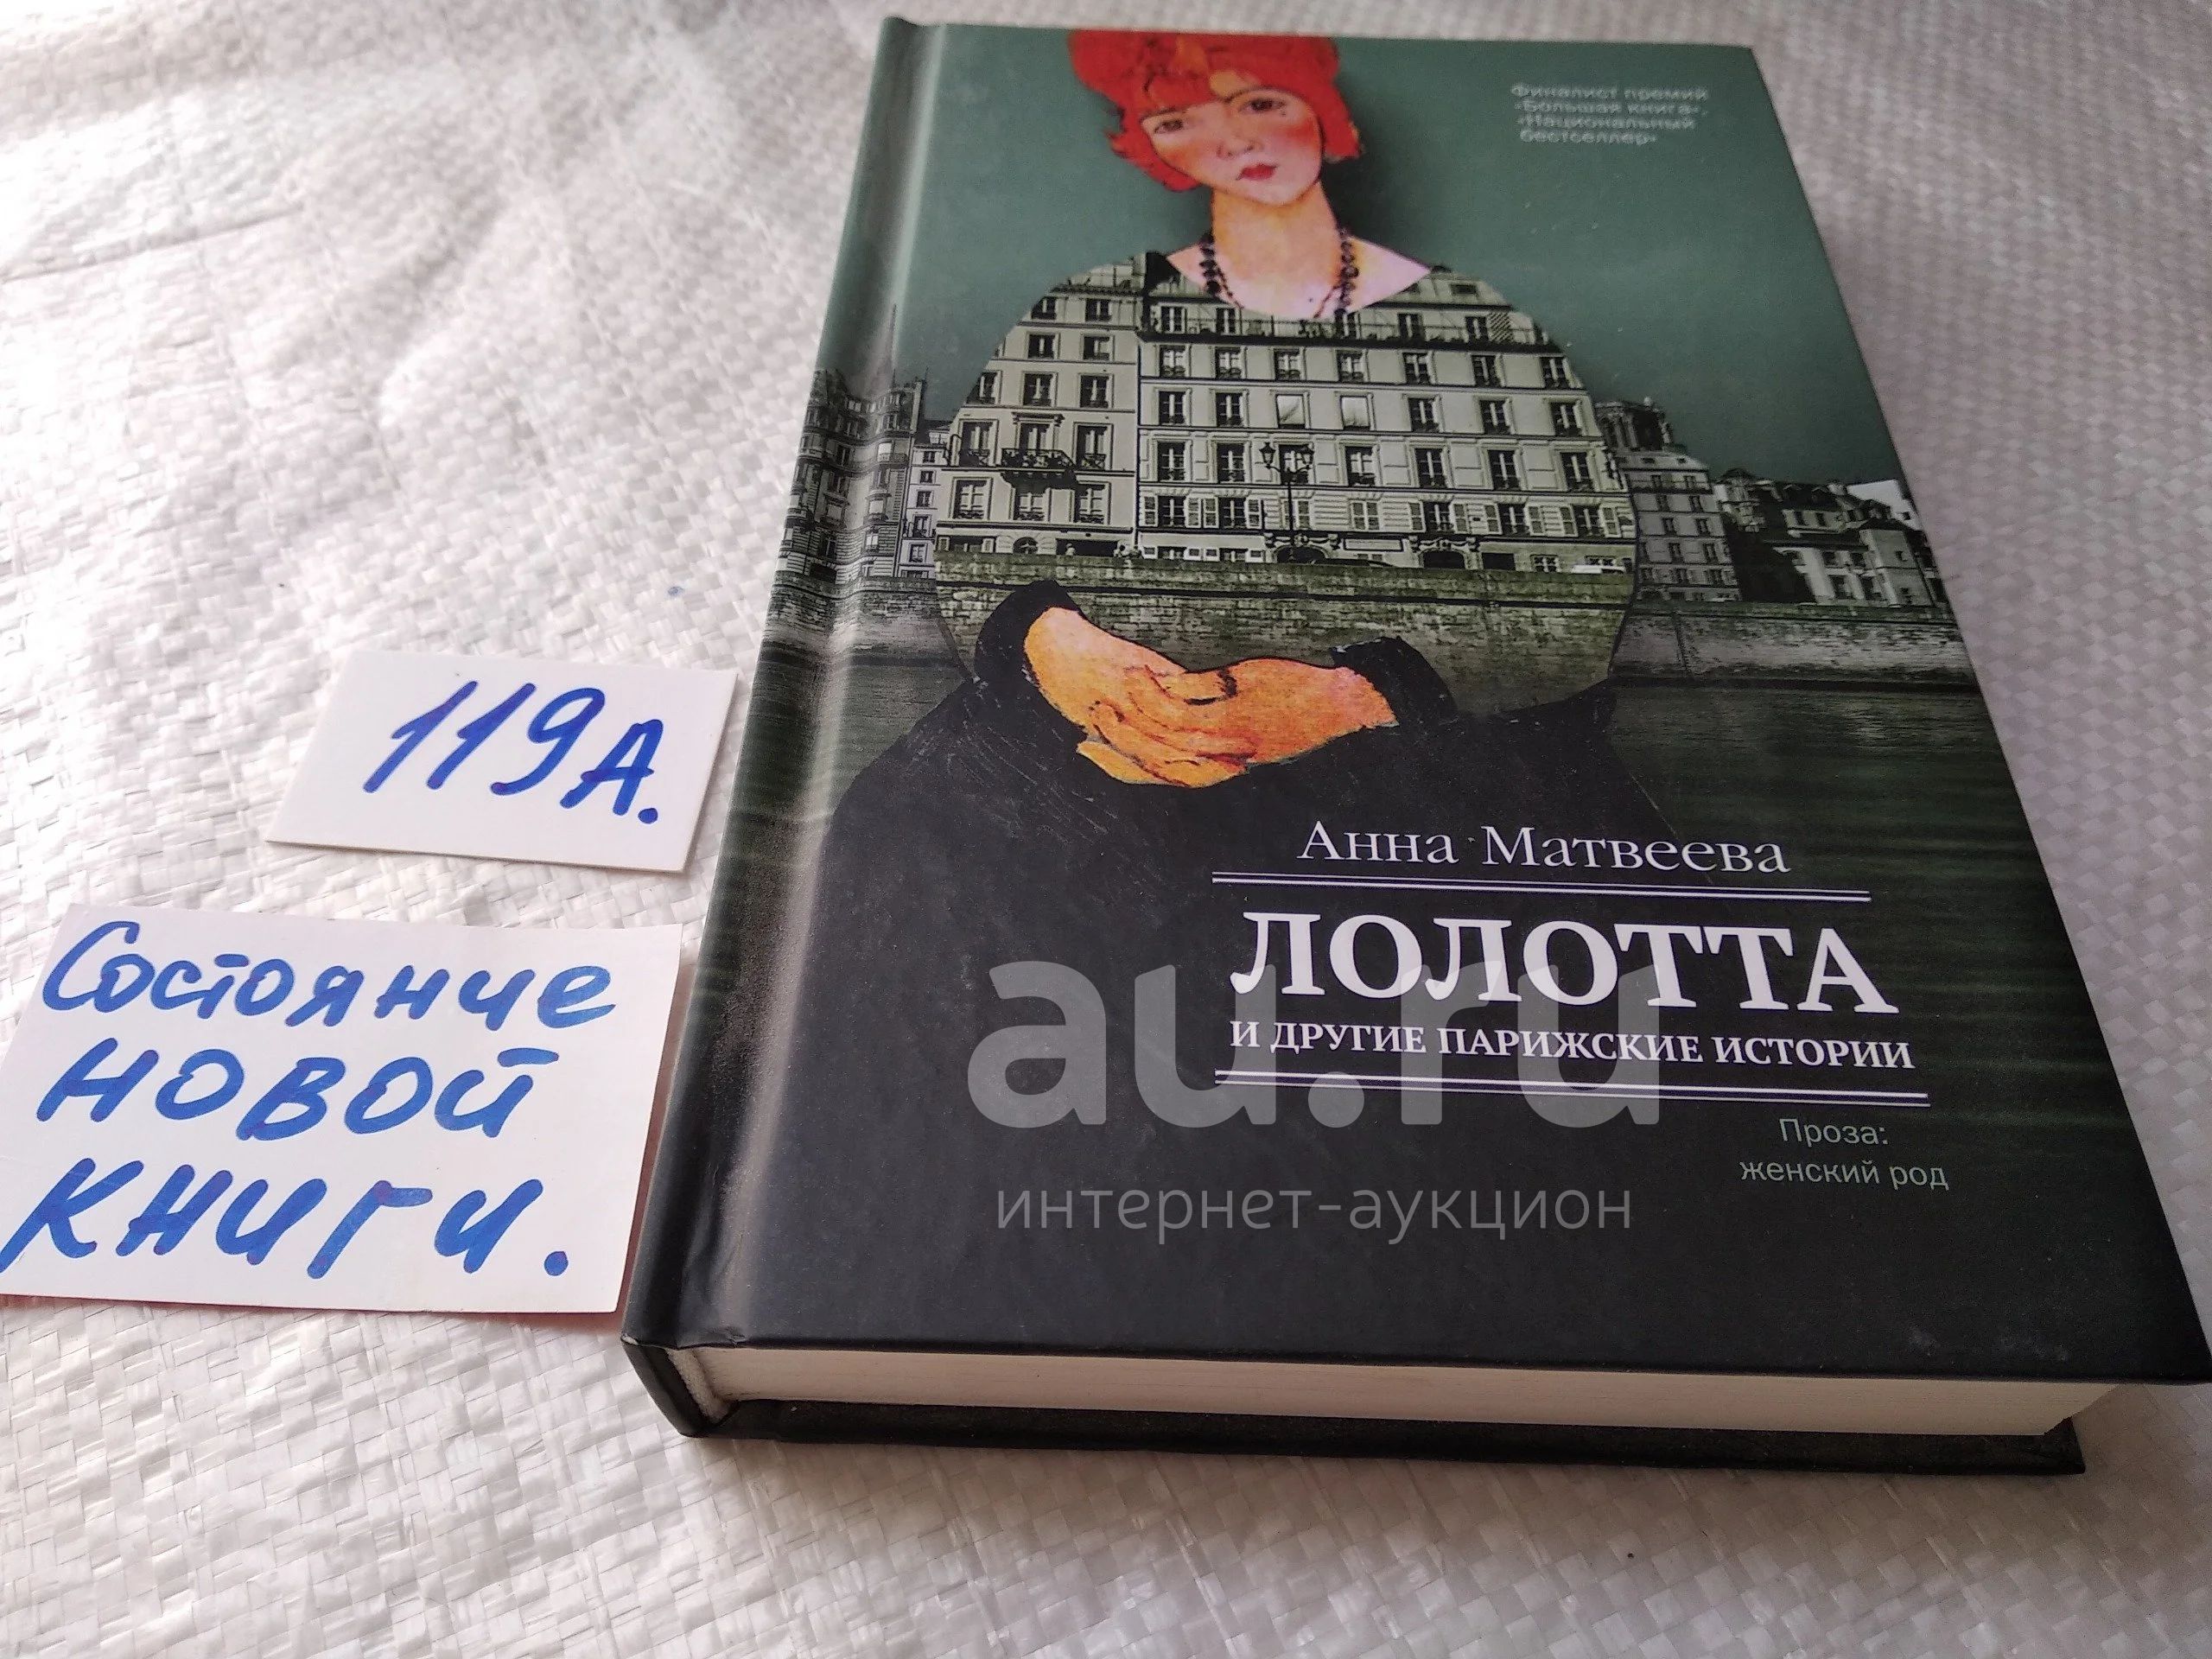 Финалист премий
«Большая книга»,
«Национальный
бестселлер»
119А.
Состояние
новой
книги.
Анна Матвеева
ЛОЛОТТА
И ДРУГИЕ ПАРИЖСКИЕ ИСТОРИИ
Проза:
женский род
au.ru
интернет-аукцион